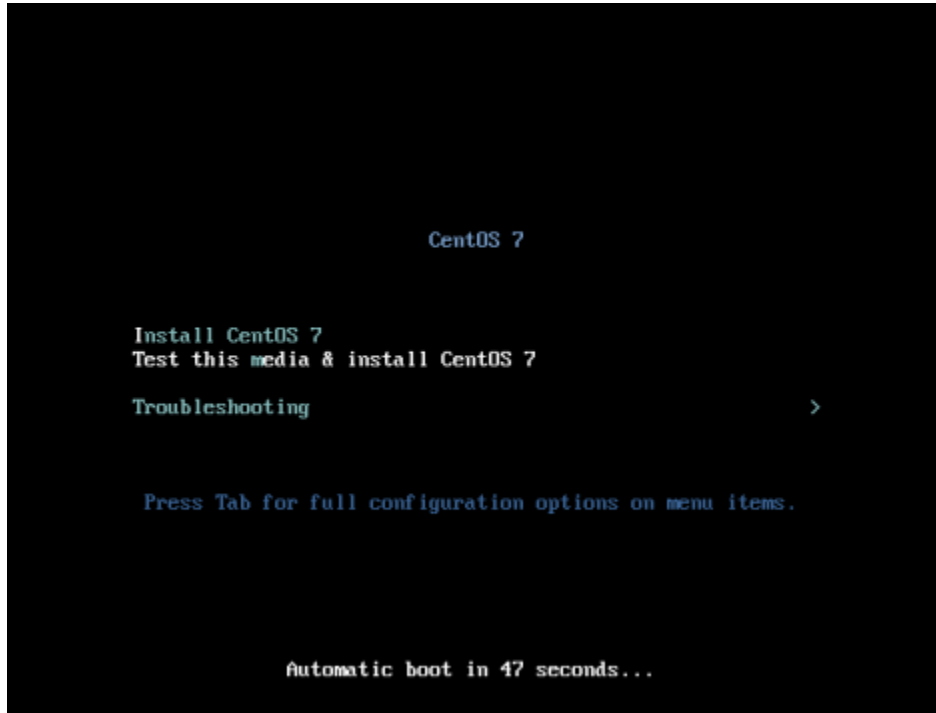 CentOS 7
Install CentOS 7
Test this media & install CentOS 7
Troubleshooting >
Press Tab for full configuration options on menu items.
Automatic boot in 47 seconds...